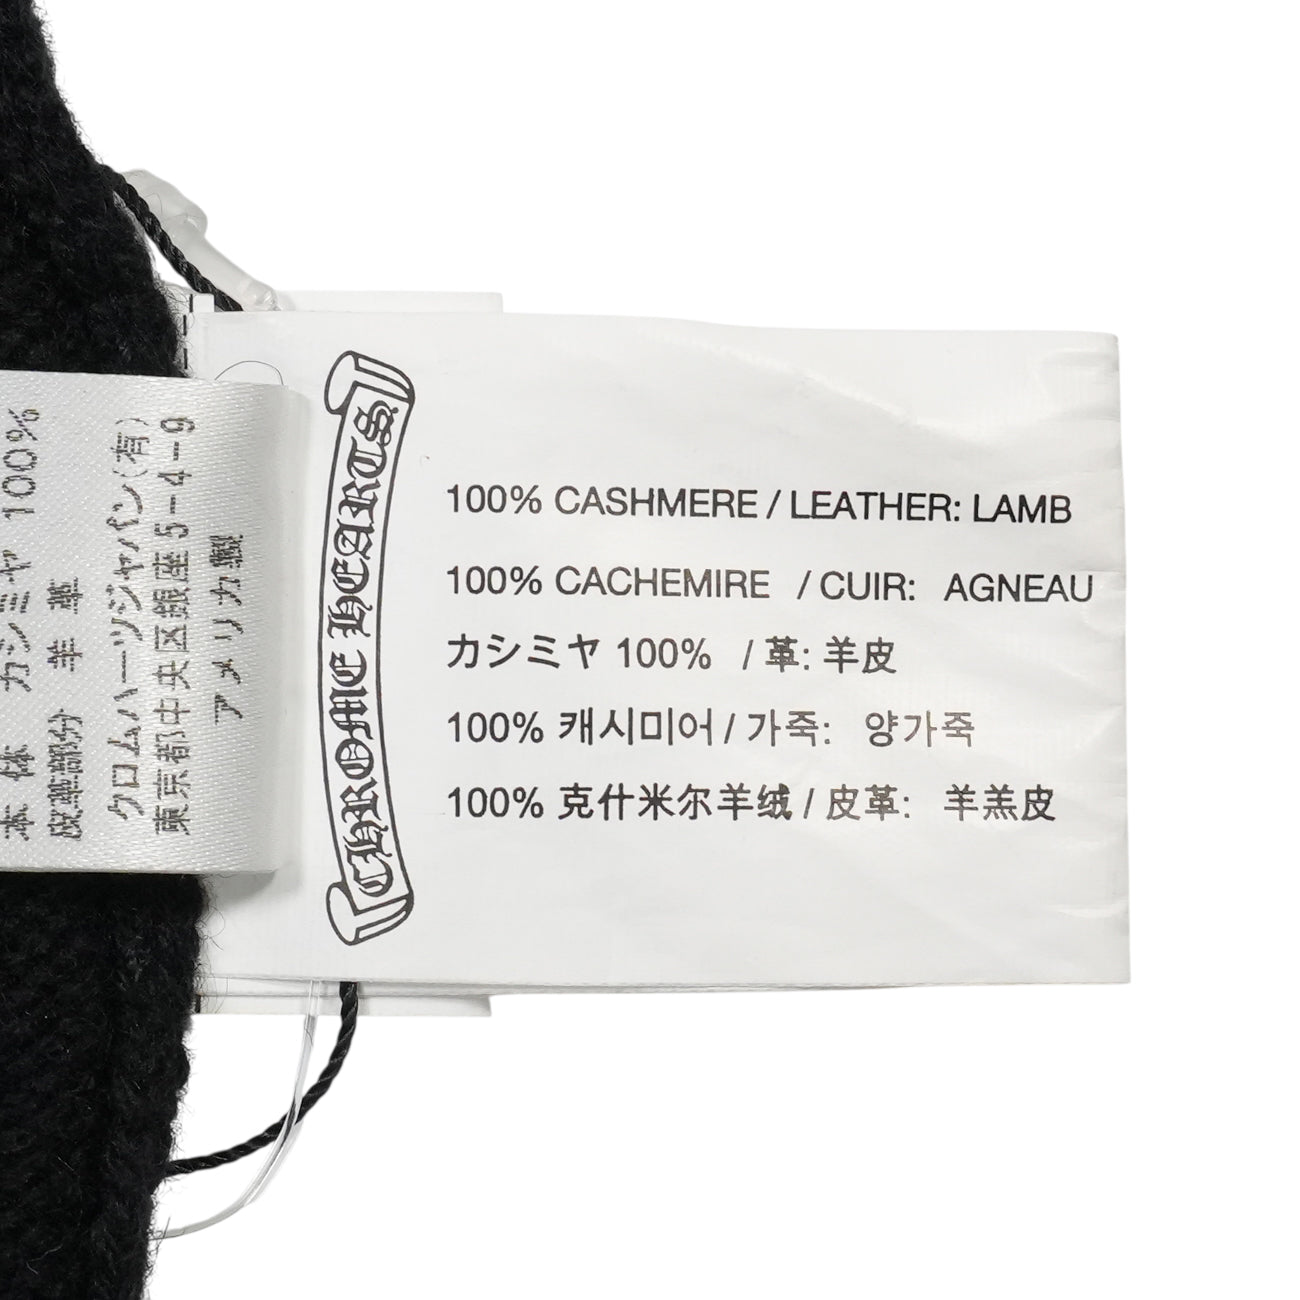 本体 カシミヤ 100%
皮革部分 羊革
クロムハーツジャパン(有)
東京都中央区銀座5-4-9
アメリカ製
CHROME HEARTS
100% CASHMERE / LEATHER: LAMB
100% CACHEMIRE / CUIR: AGNEAU
カシミヤ 100% / 革: 羊皮
100% 캐시미어 / 가죽: 양가죽
100% 克什米尔羊绒 / 皮革: 羊羔皮